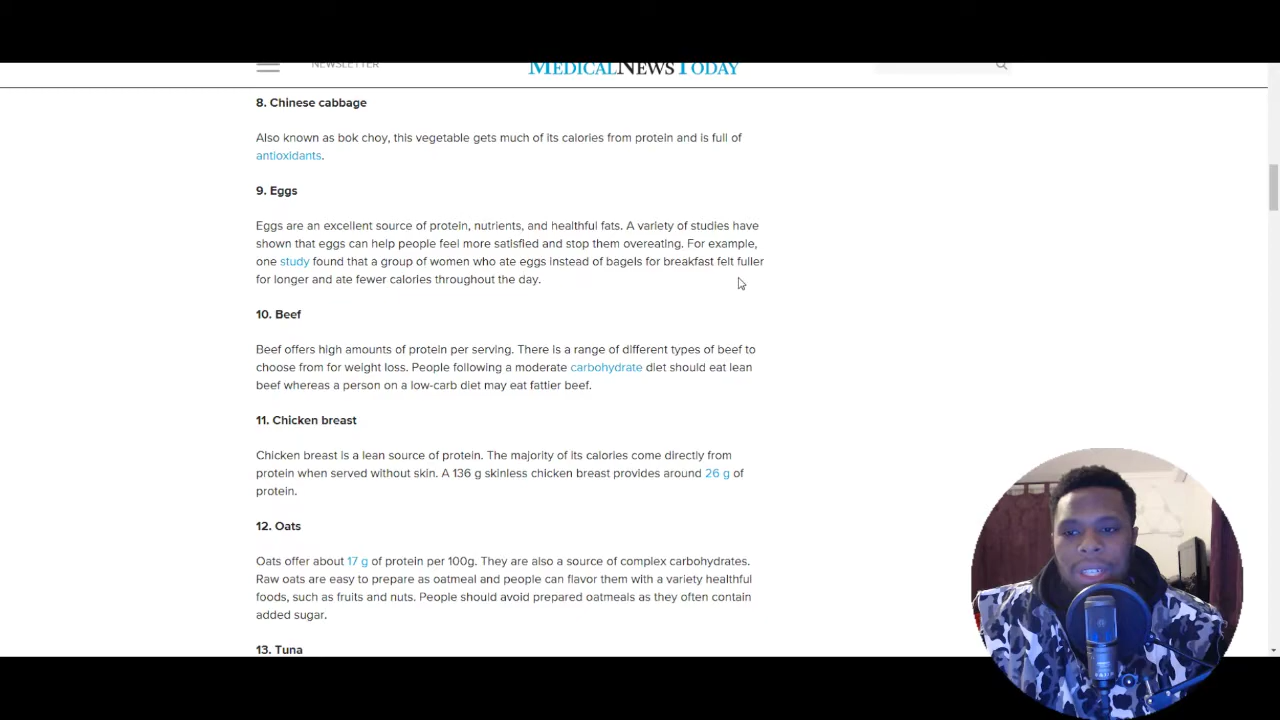 NEWSLETTER
MEDICALNEWSTODAY
8. Chinese cabbage
Also known as bok choy, this vegetable gets much of its calories from protein and is full of
antioxidants.
9. Eggs
Eggs are an excellent source of protein, nutrients, and healthful fats. A variety of studies have
shown that eggs can help people feel more satisfied and stop them overeating. For example,
one study found that a group of women who ate eggs instead of bagels for breakfast felt fuller
for longer and ate fewer calories throughout the day.
10. Beef
Beef offers high amounts of protein per serving. There is a range of different types of beef to
choose from for weight loss. People following a moderate carbohydrate diet should eat lean
beef whereas a person on a low-carb diet may eat fattier beef.
11. Chicken breast
Chicken breast is a lean source of protein. The majority of its calories come directly from
protein when served without skin. A 136 g skinless chicken breast provides around 26 g of
protein.
12. Oats
Oats offer about 17 g of protein per 100g. They are also a source of complex carbohydrates.
Raw oats are easy to prepare as oatmeal and people can flavor them with a variety healthful
foods, such as fruits and nuts. People should avoid prepared oatmeals as they often contain
added sugar.
13. Tuna